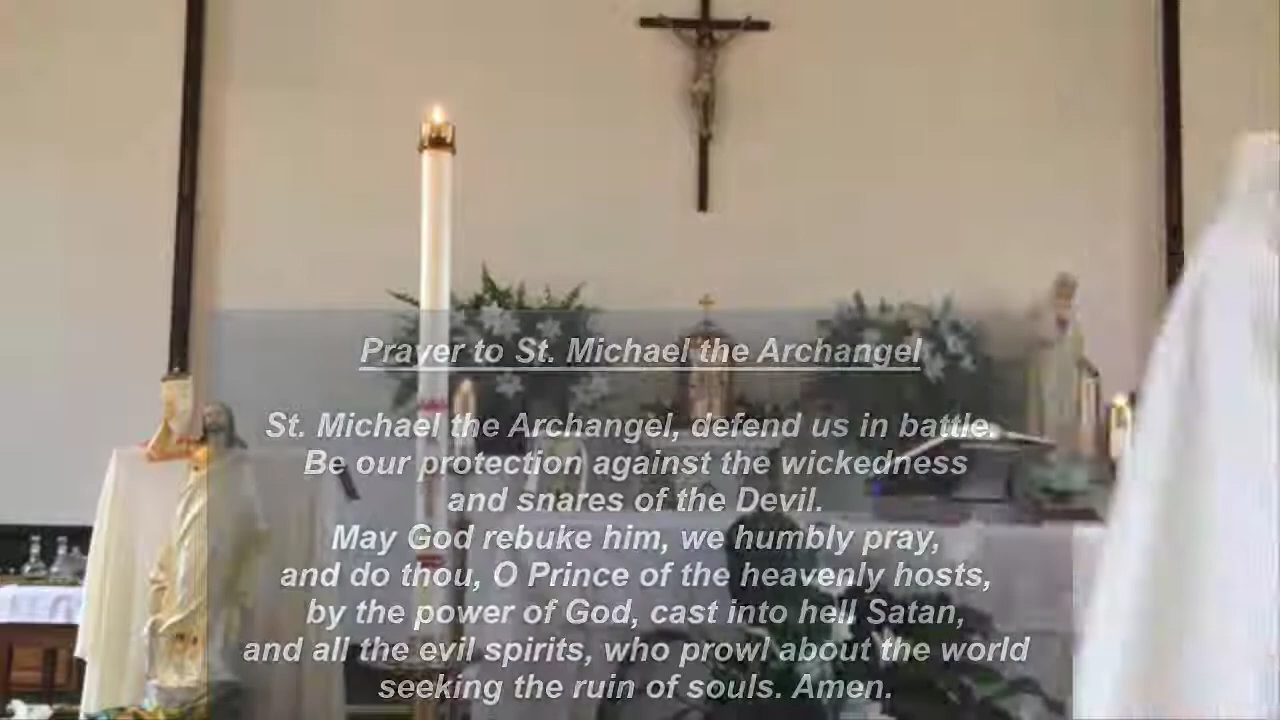 Prayer to St. Michael the Archangel
St. Michael the Archangel, defend us in battle.
Be our protection against the wickedness
and snares of the Devil.
May God rebuke him, we humbly pray,
and do thou, O Prince of the heavenly hosts,
by the power of God, cast into hell Satan,
and all the evil spirits, who prowl about the world
seeking the ruin of souls. Amen.